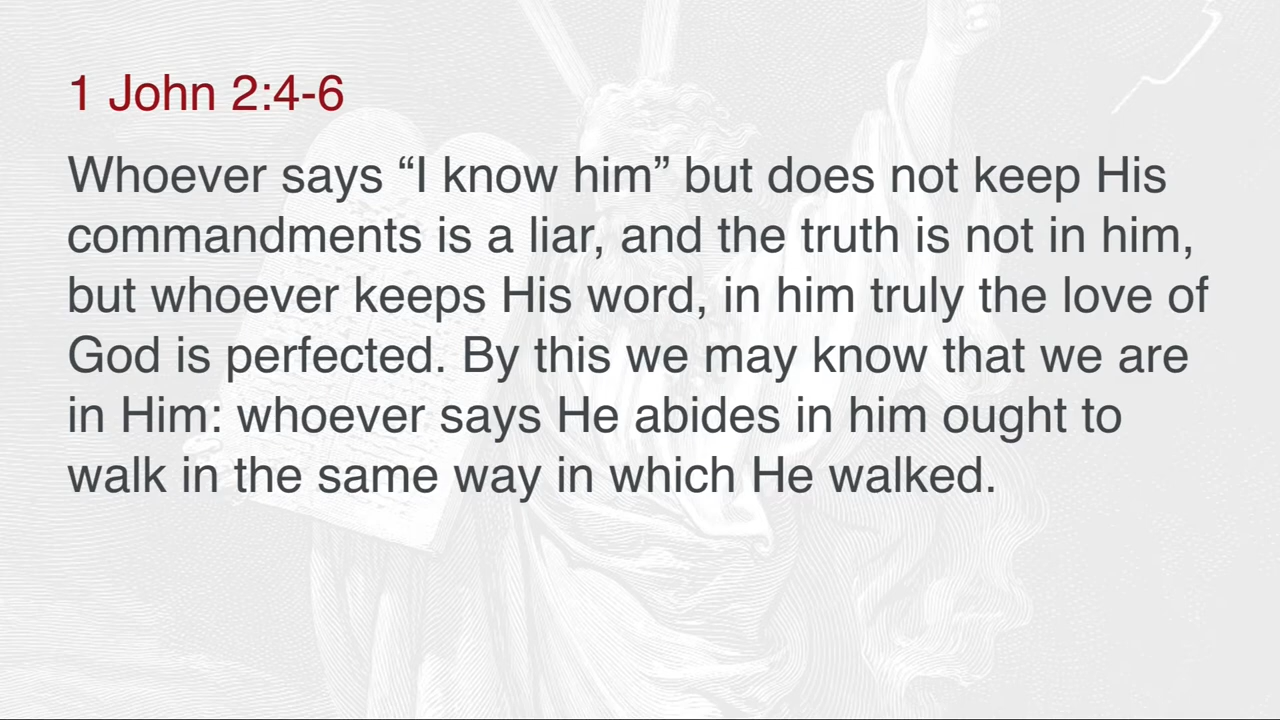 1 John 2:4-6
Whoever says “I know him” but does not keep His
commandments is a liar, and the truth is not in him,
but whoever keeps His word, in him truly the love of
God is perfected. By this we may know that we are
in Him: whoever says He abides in him ought to
walk in the same way in which He walked.